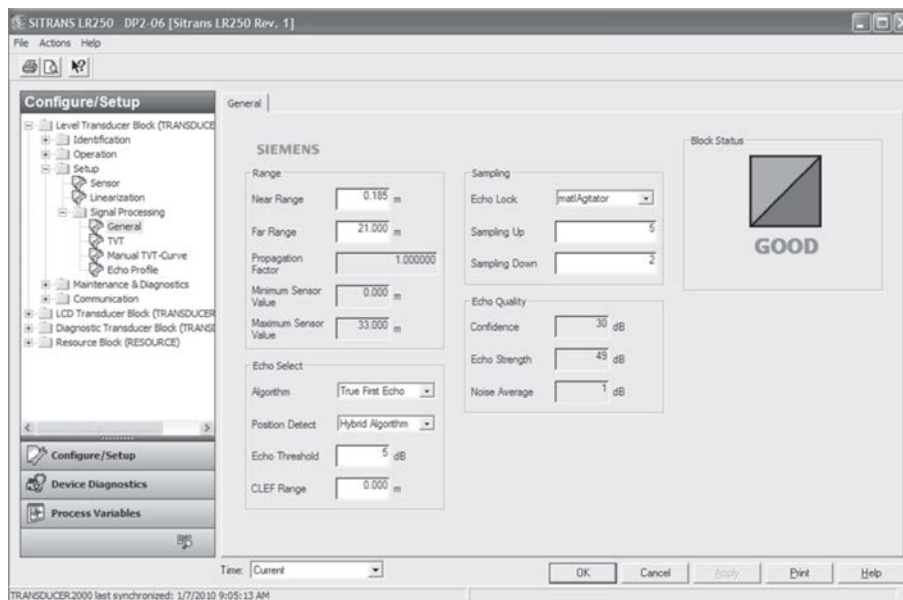 SITRANS LR250 DP2-06 [Sitrans LR250 Rev. 1]
File Actions Help
Configure/Setup
Level Transducer Block (TRANSDUCE
Identification
Operation
Setup
Sensor
Linearization
Signal Processing
General
TVT
Manual TVT-Curve
Echo Profile
Maintenance & Diagnostics
Communication
LCD Transducer Block (TRANSDUCER
Diagnostic Transducer Block (TRANSD
Resource Block (RESOURCE)
Configure/Setup
Device Diagnostics
Process Variables
General
SIEMENS
Range
Near Range 0.185 m
Far Range 21.000 m
Propagation
Factor 1.000000
Minimum Sensor
Value 0.000 m
Maximum Sensor
Value 33.000 m
Echo Select
Algorithm True First Echo
Position Detect Hybrid Algorithm
Echo Threshold 5 dB
CLEF Range 0.000 m
Sampling
Echo Lock matlAgitator
Sampling Up 5
Sampling Down 2
Echo Quality
Confidence 30 dB
Echo Strength 49 dB
Noise Average 1 dB
Block Status
GOOD
Time: Current
OK Cancel Apply Print Help
TRANSDUCER2000 last synchronized: 1/7/2010 9:05:13 AM